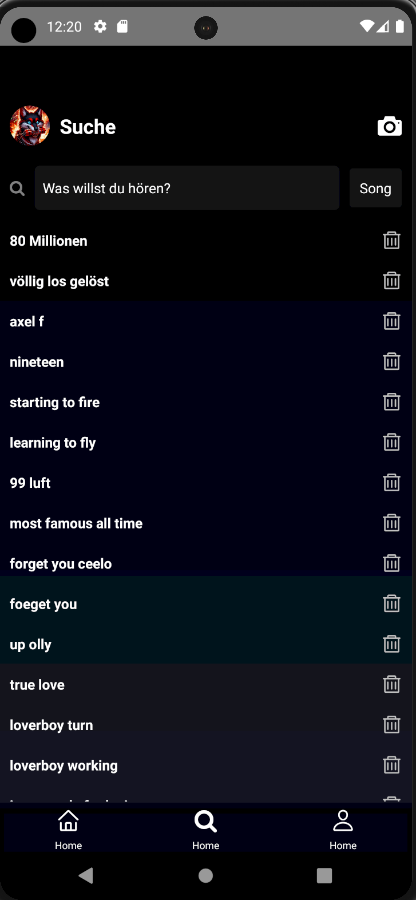 12:20
Suche
Was willst du hören?
Song
80 Millionen
völlig los gelöst
axel f
nineteen
starting to fire
learning to fly
99 luft
most famous all time
forget you ceelo
foeget you
up olly
true love
loverboy turn
loverboy working
Home
Home
Home